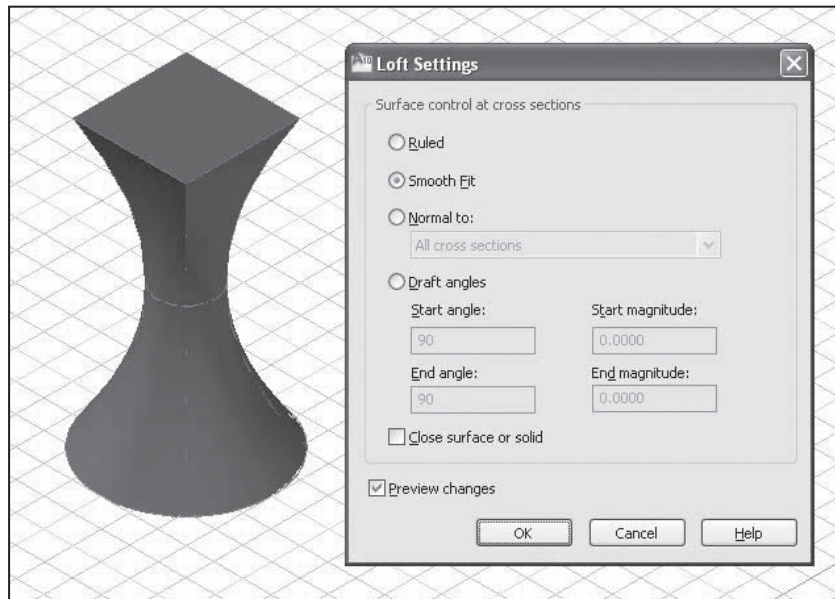 Loft Settings
Surface control at cross sections
Ruled
Smooth Fit
Normal to:
All cross sections
Draft angles
Start angle: Start magnitude:
90 0.0000
End angle: End magnitude:
90 0.0000
Close surface or solid
Preview changes
OK Cancel Help